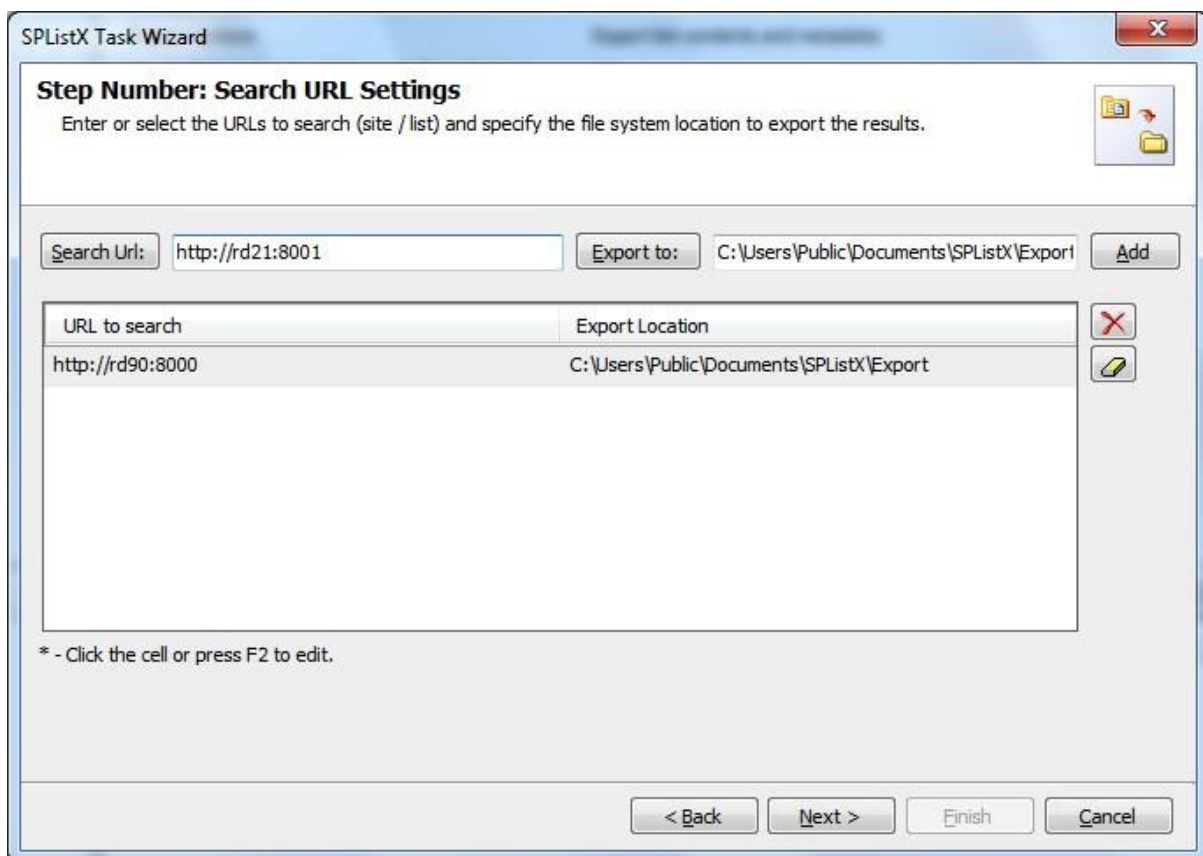 SPListX Task Wizard
Step Number: Search URL Settings
Enter or select the URLs to search (site / list) and specify the file system location to export the results.
Search Url: http://rd21:8001 Export to: C:\Users\Public\Documents\SPListX\Export Add
URL to search Export Location
http://rd90:8000 C:\Users\Public\Documents\SPListX\Export
* - Click the cell or press F2 to edit.
< Back Next > Finish Cancel